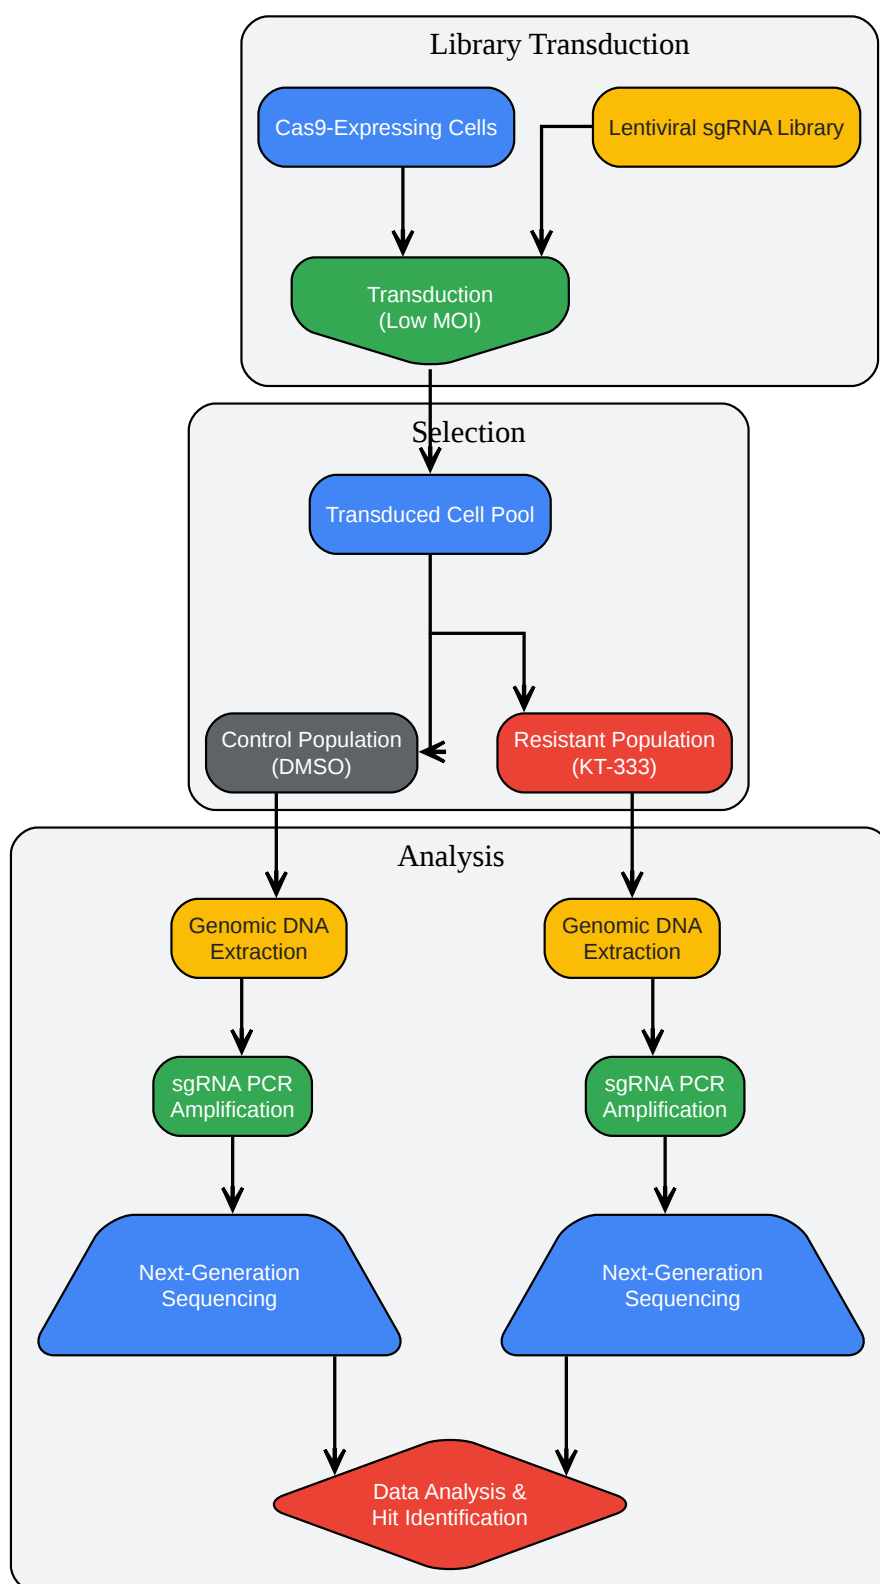 Library Transduction
Cas9-Expressing Cells
Lentiviral sgRNA Library
Transduction
(Low MOI)
Selection
Transduced Cell Pool
Control Population
(DMSO)
Resistant Population
(KT-333)
Analysis
Genomic DNA
Extraction
Genomic DNA
Extraction
sgRNA PCR
Amplification
sgRNA PCR
Amplification
Next-Generation
Sequencing
Next-Generation
Sequencing
Data Analysis &
Hit Identification